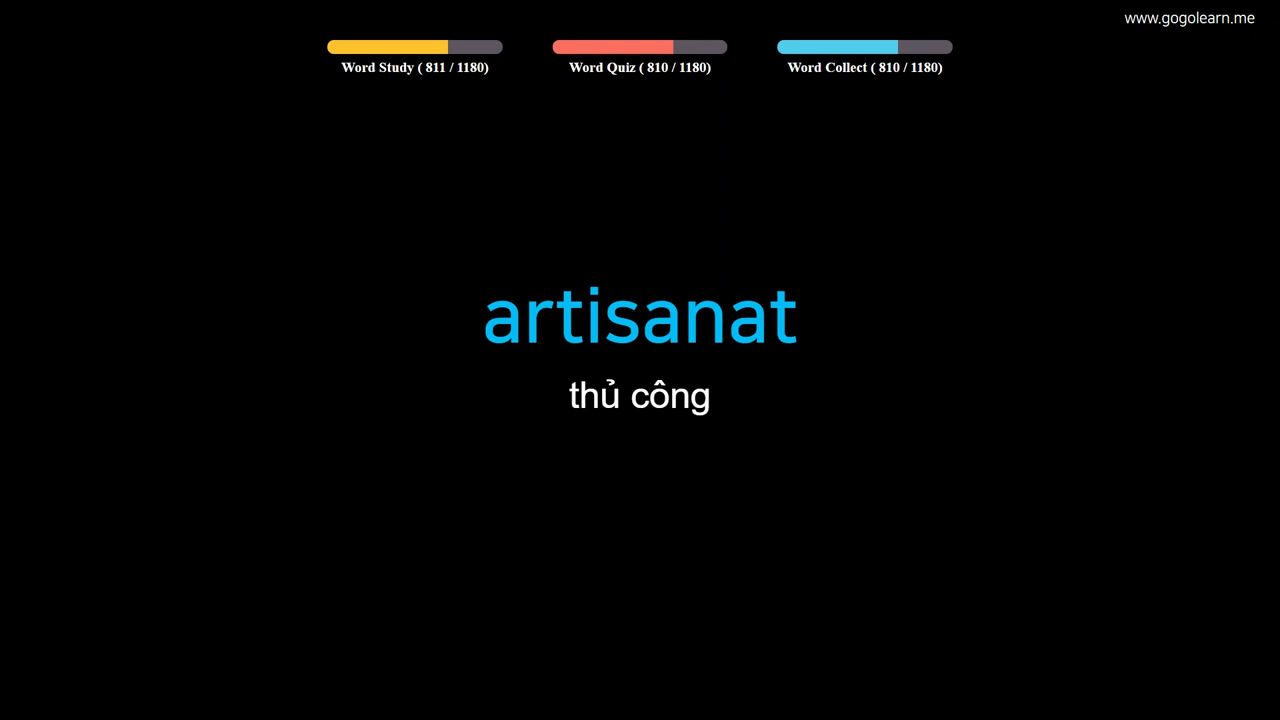 www.gogolearn.me
Word Study ( 811 / 1180)
Word Quiz ( 810 / 1180)
Word Collect ( 810 / 1180)
artisanat
thủ công